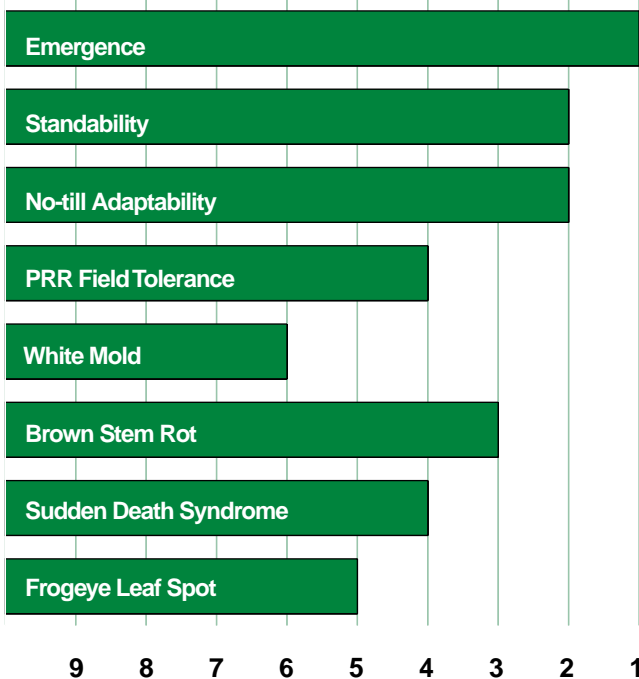 Emergence
Standability
No-till Adaptability
PRR Field Tolerance
White Mold
Brown Stem Rot
Sudden Death Syndrome
Frogeye Leaf Spot
9 8 7 6 5 4 3 2 1